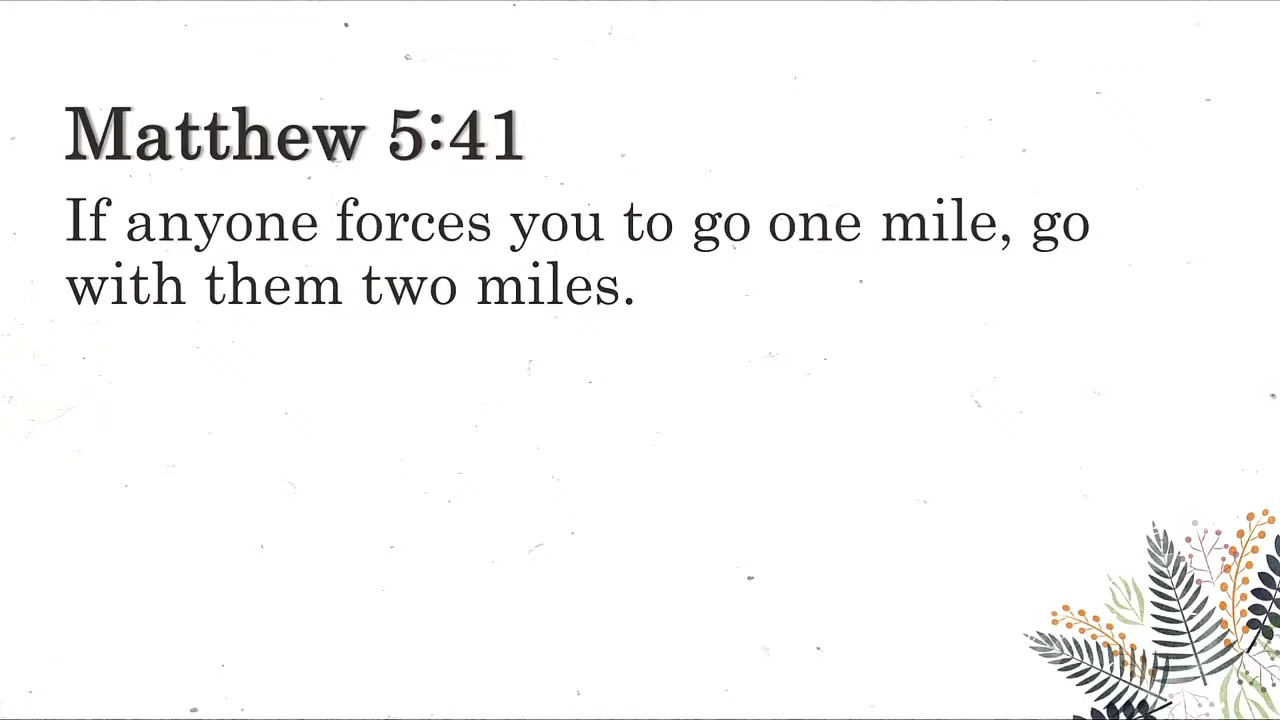 Matthew 5:41
If anyone forces you to go one mile, go
with them two miles.